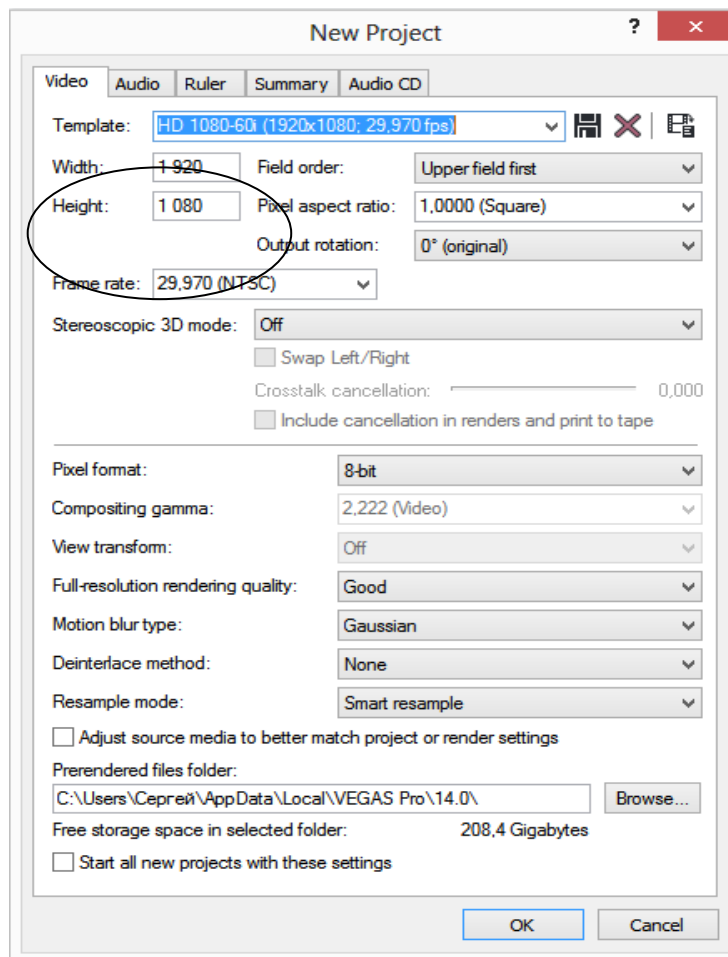 New Project ?
Video Audio Ruler Summary Audio CD
Template: HD 1080-60i (1920x1080; 29,970 fps)
Width: 1 920 Field order: Upper field first
Height: 1 080 Pixel aspect ratio: 1,0000 (Square)
Output rotation: 0° (original)
Frame rate: 29,970 (NTSC)
Stereoscopic 3D mode: Off
Swap Left/Right
Crosstalk cancellation: 0,000
Include cancellation in renders and print to tape
Pixel format: 8-bit
Compositing gamma: 2,222 (Video)
View transform: Off
Full-resolution rendering quality: Good
Motion blur type: Gaussian
Deinterlace method: None
Resample mode: Smart resample
Adjust source media to better match project or render settings
Prerendered files folder:
C:\Users\Сергей\AppData\Local\VEGAS Pro\14.0\ Browse...
Free storage space in selected folder: 208,4 Gigabytes
Start all new projects with these settings
OK Cancel